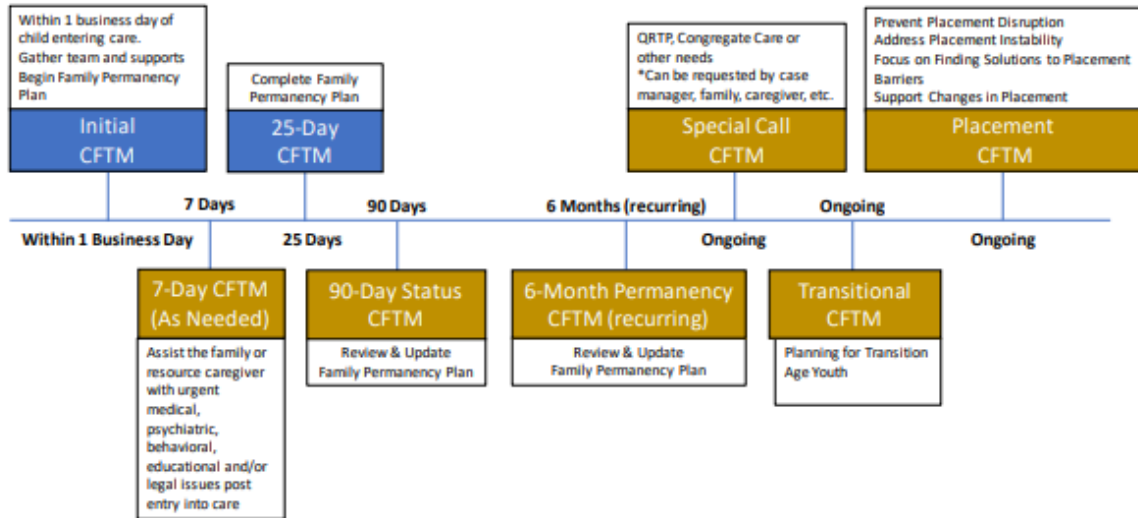 Within 1 business day of
child entering care.
Gather team and supports
Begin Family Permanency
Plan
Initial
CFTM
Complete Family
Permanency Plan
25-Day
CFTM
QRTP, Congregate Care or
other needs
*Can be requested by case
manager, family, caregiver, etc.
Special Call
CFTM
Prevent Placement Disruption
Address Placement Instability
Focus on Finding Solutions to Placement
Barriers
Support Changes in Placement
Placement
CFTM
7 Days
90 Days
6 Months (recurring)
Ongoing
Within 1 Business Day
25 Days
Ongoing
Ongoing
7-Day CFTM
(As Needed)
Assist the family or
resource caregiver
with urgent
medical,
psychiatric,
behavioral,
educational and/or
legal issues post
entry into care
90-Day Status
CFTM
Review & Update
Family Permanency Plan
6-Month Permanency
CFTM (recurring)
Review & Update
Family Permanency Plan
Transitional
CFTM
Planning for Transition
Age Youth